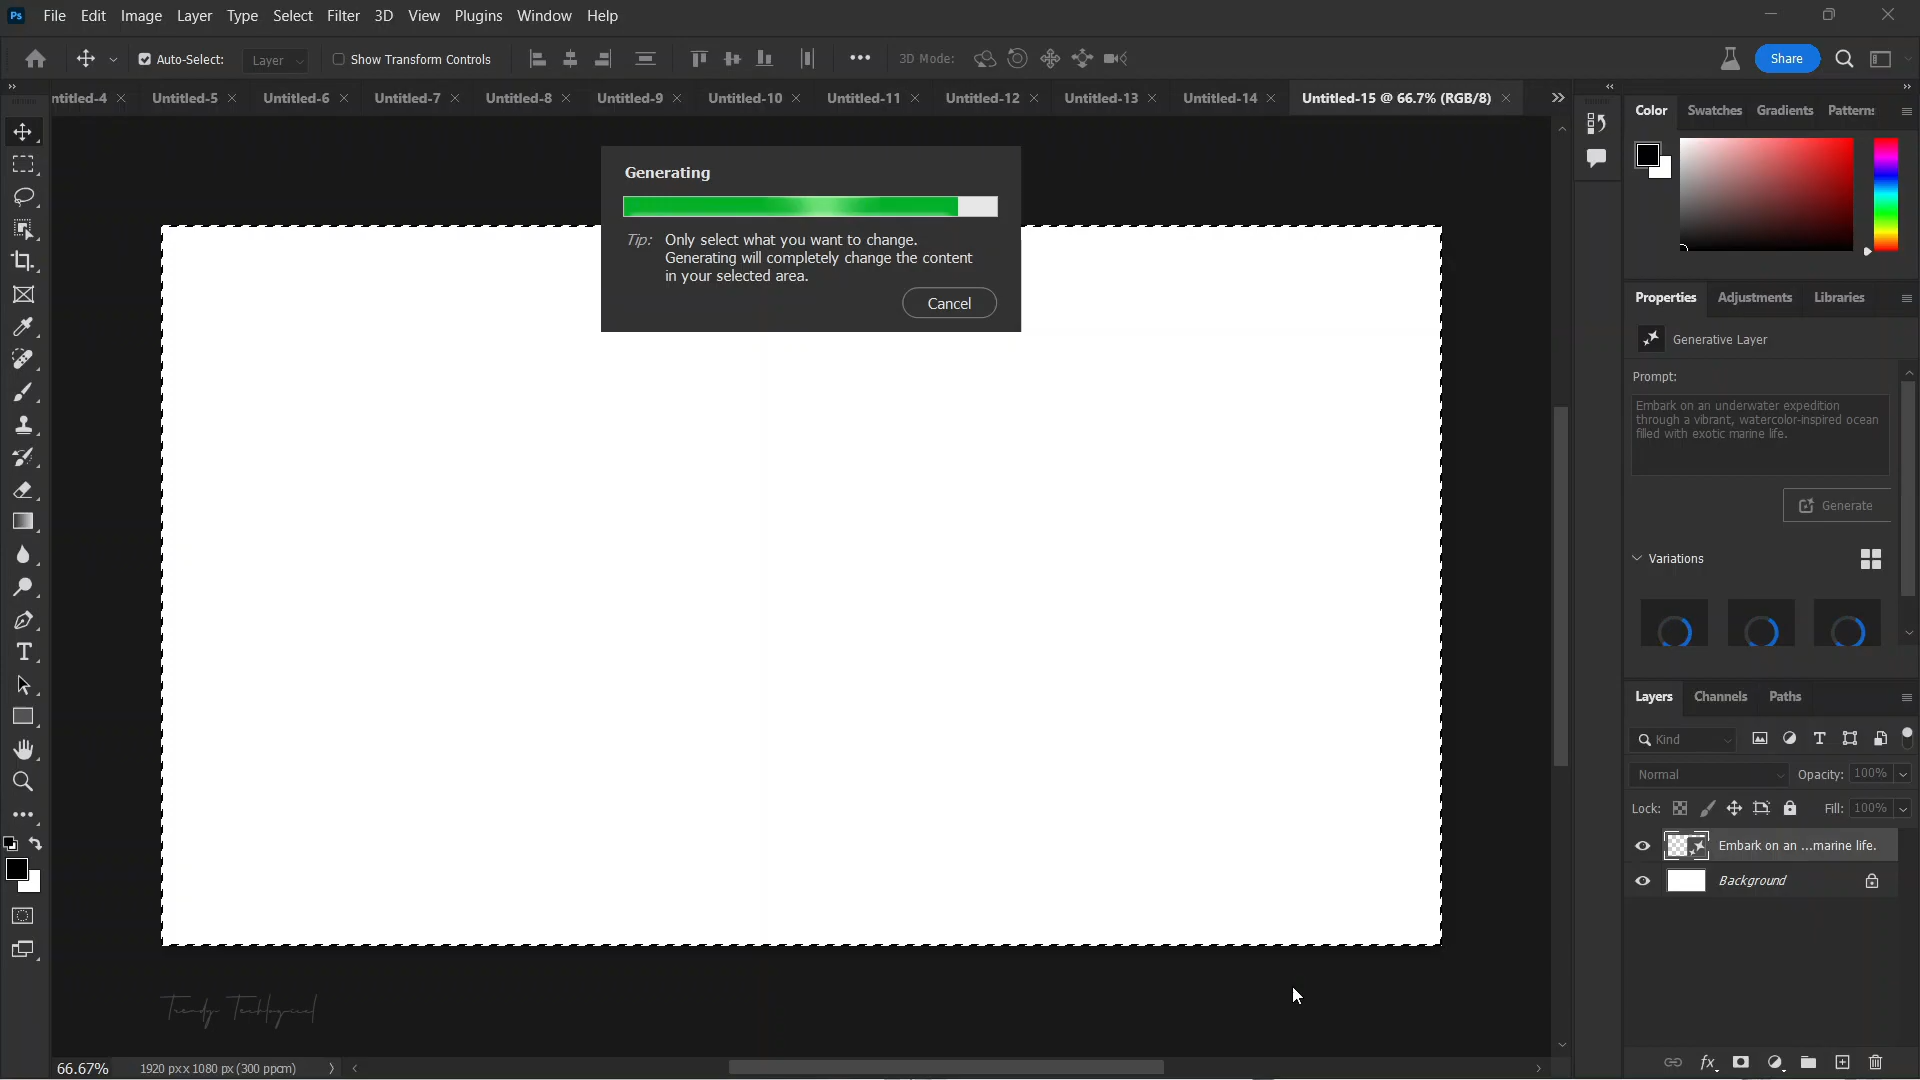 Ps File Edit Image Layer Type Select Filter 3D View Plugins Window Help
Auto-Select: Layer Show Transform Controls 3D Mode: Share
ntitled-4 Untitled-5 Untitled-6 Untitled-7 Untitled-8 Untitled-9 Untitled-10 Untitled-11 Untitled-12 Untitled-13 Untitled-14 Untitled-15 @ 66.7% (RGB/8)
Color Swatches Gradients Patterns
Generating
Tip: Only select what you want to change.
Generating will completely change the content
in your selected area.
Cancel
Properties Adjustments Libraries
Generative Layer
Prompt:
Embark on an underwater expedition
through a vibrant, watercolor-inspired ocean
filled with exotic marine life.
Generate
Variations
Layers Channels Paths
Kind
Normal Opacity: 100%
Lock: Fill: 100%
Embark on an ...marine life.
Background
Trendy Techlogical
66.67% 1920 px x 1080 px (300 ppcm)